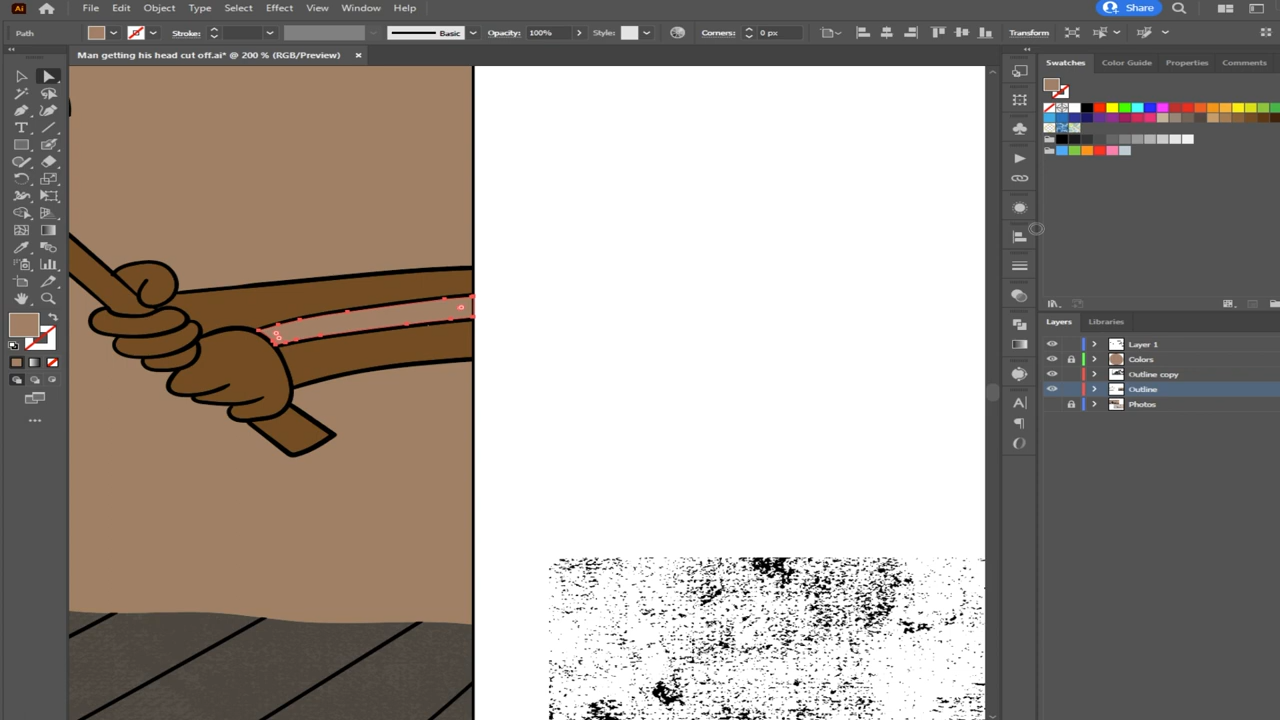 Ai File Edit Object Type Select Effect View Window Help Share
Path Stroke: Basic Opacity: 100% Style: Corners: 0 px Transform
Man getting his head cut off.ai* @ 200 % (RGB/Preview)
Swatches Color Guide Properties Comments
Layers Libraries
Layer 1
Colors
Outline copy
Outline
Photos